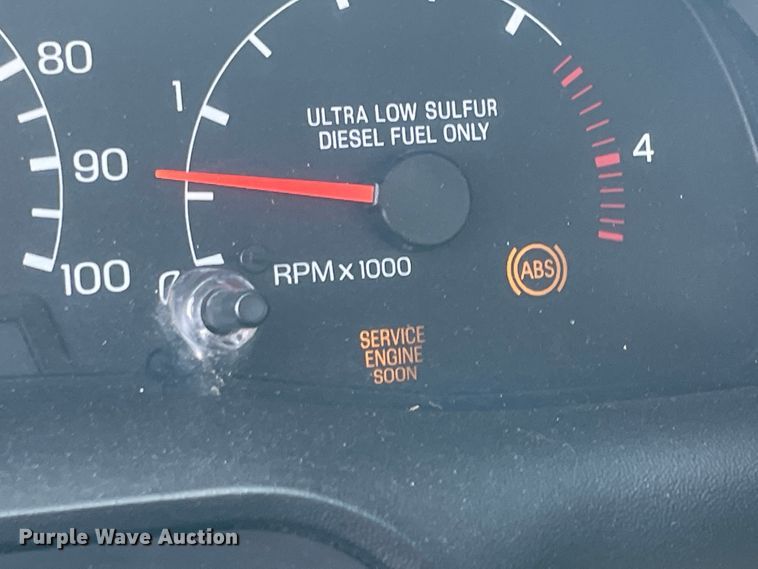 80
1
ULTRA LOW SULFUR
DIESEL FUEL ONLY
90
4
100
RPM x 1000
0
ABS
SERVICE
ENGINE
SOON
Purple Wave Auction